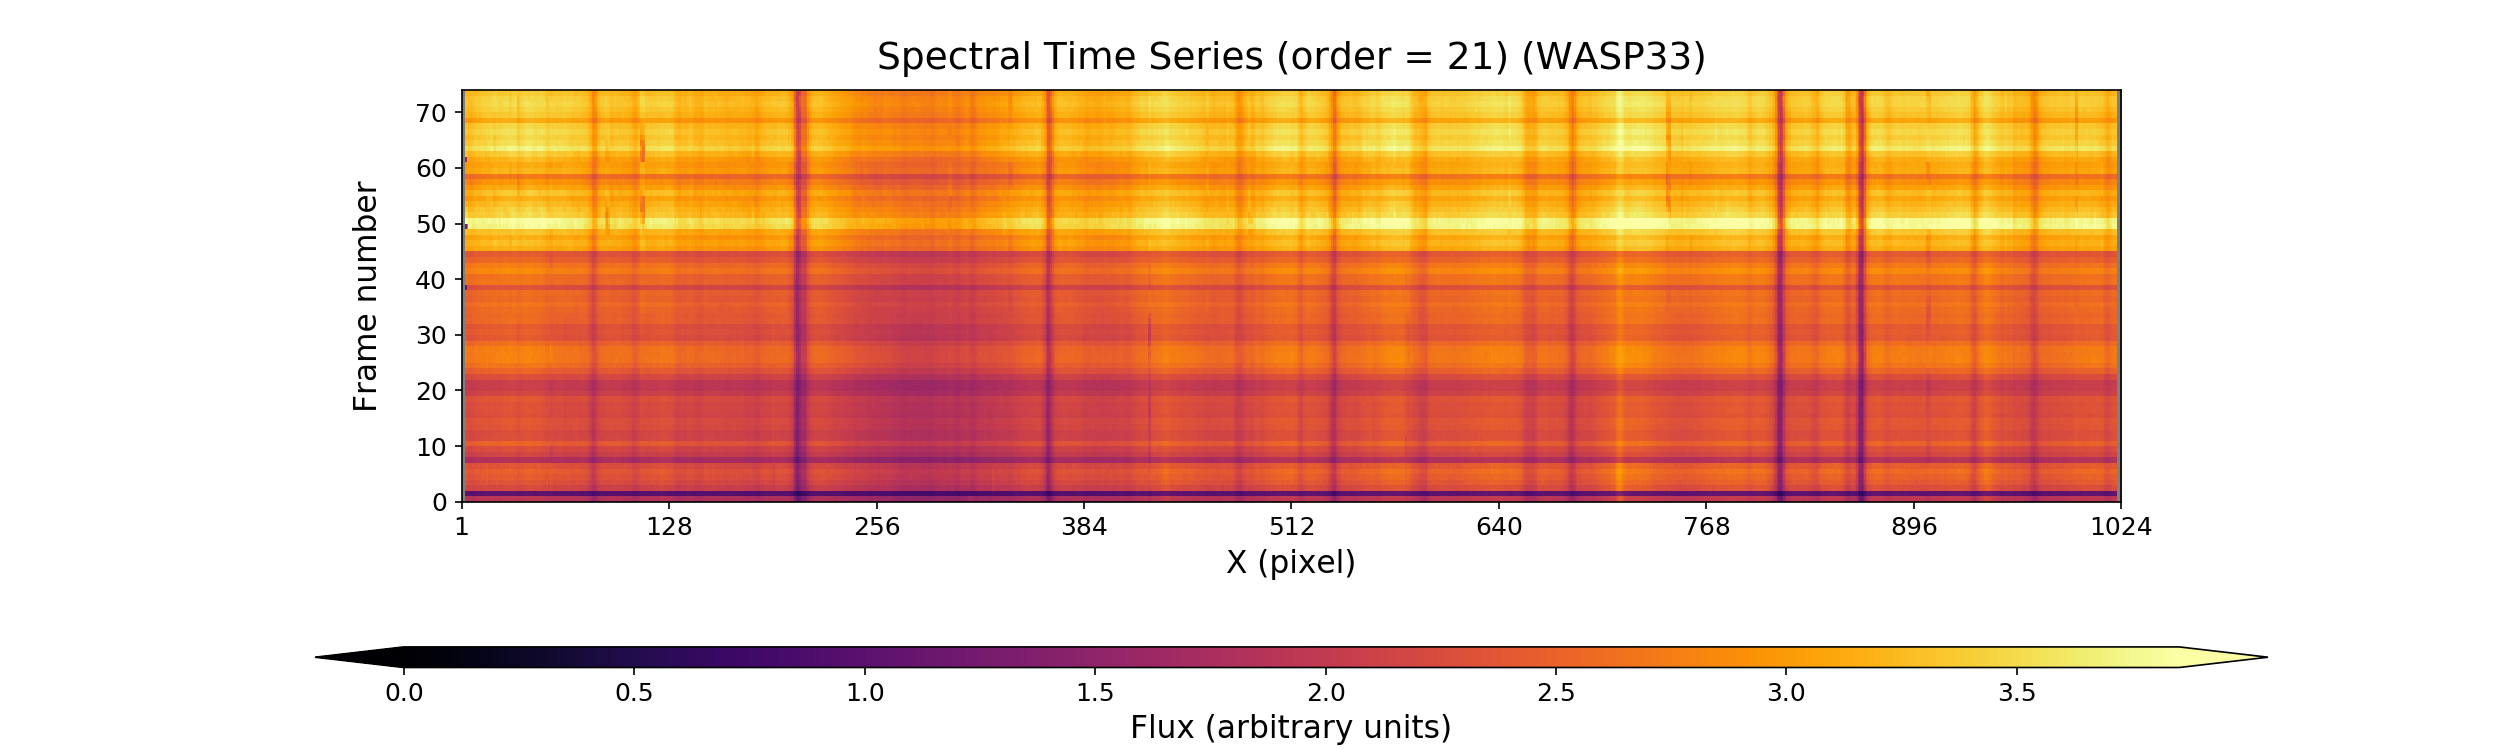 Spectral Time Series (order = 21) (WASP33)
70
60
50
40
30
20
10
0
Frame number
1 128 256 384 512 640 768 896 1024
X (pixel)
0.0 0.5 1.0 1.5 2.0 2.5 3.0 3.5
Flux (arbitrary units)